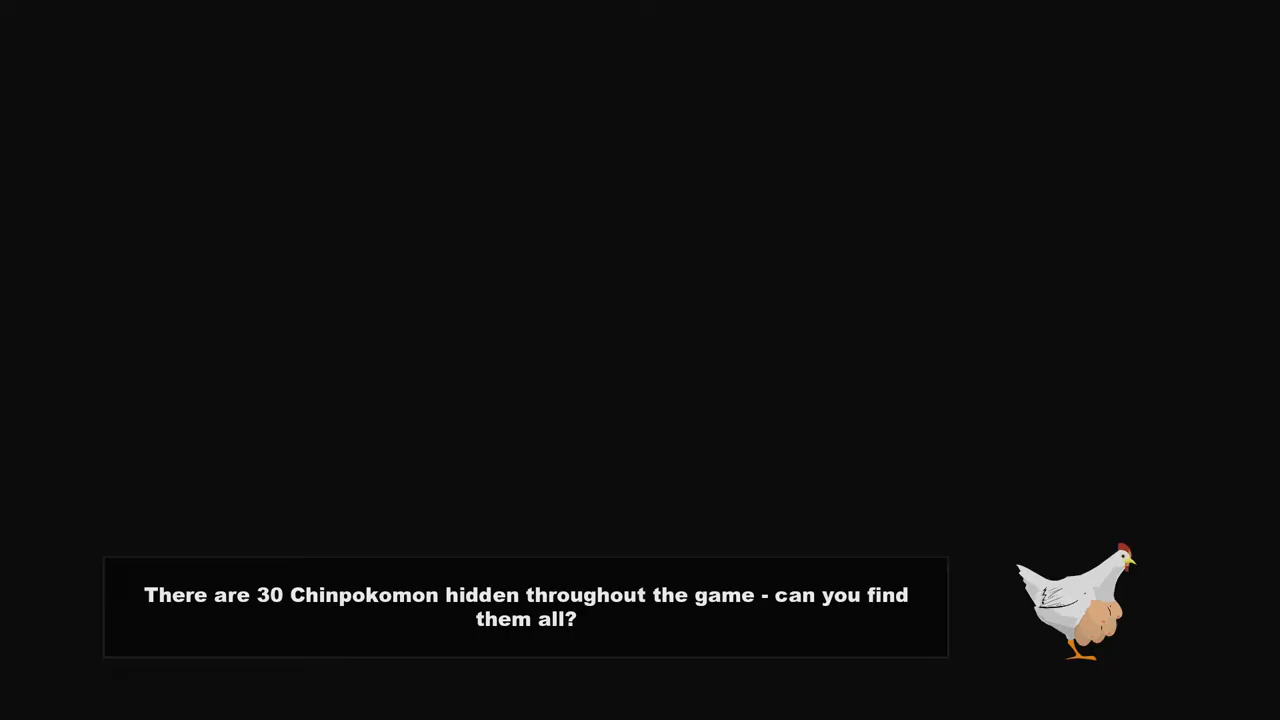 There are 30 Chinpokomon hidden throughout the game - can you find
them all?